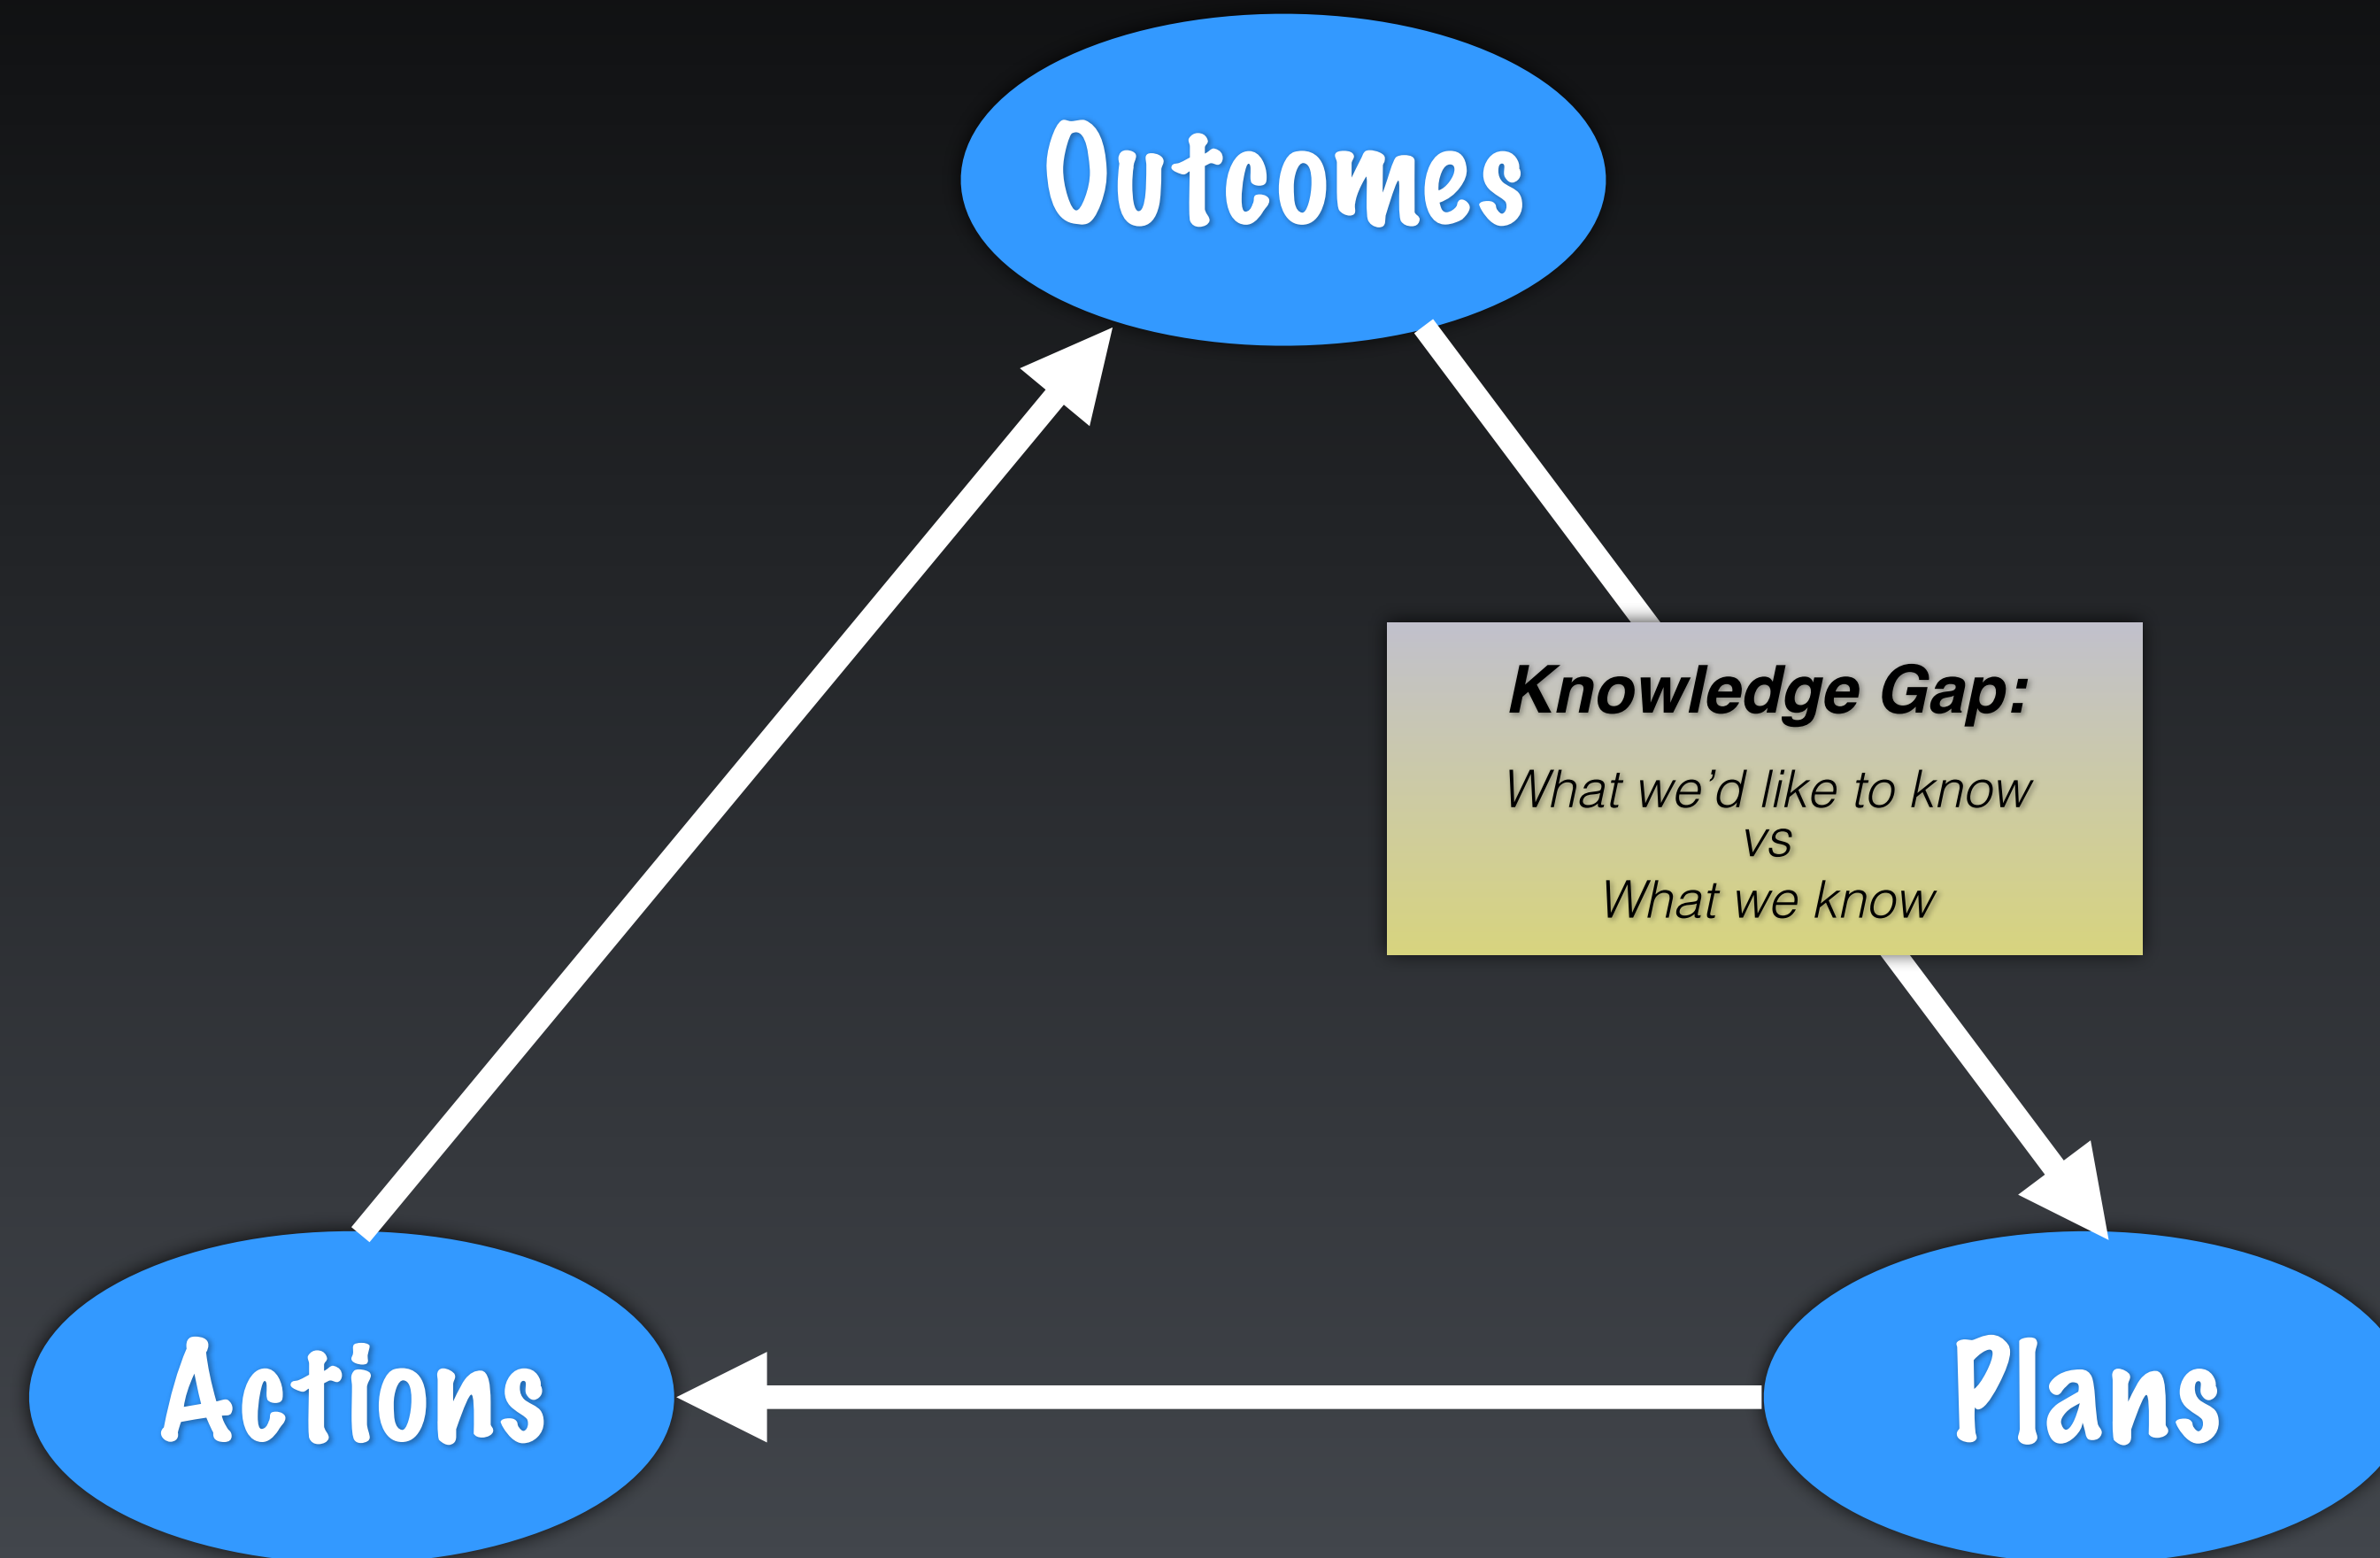 Outcomes
Knowledge Gap:
What we’d like to know
vs
What we know
Actions
Plans